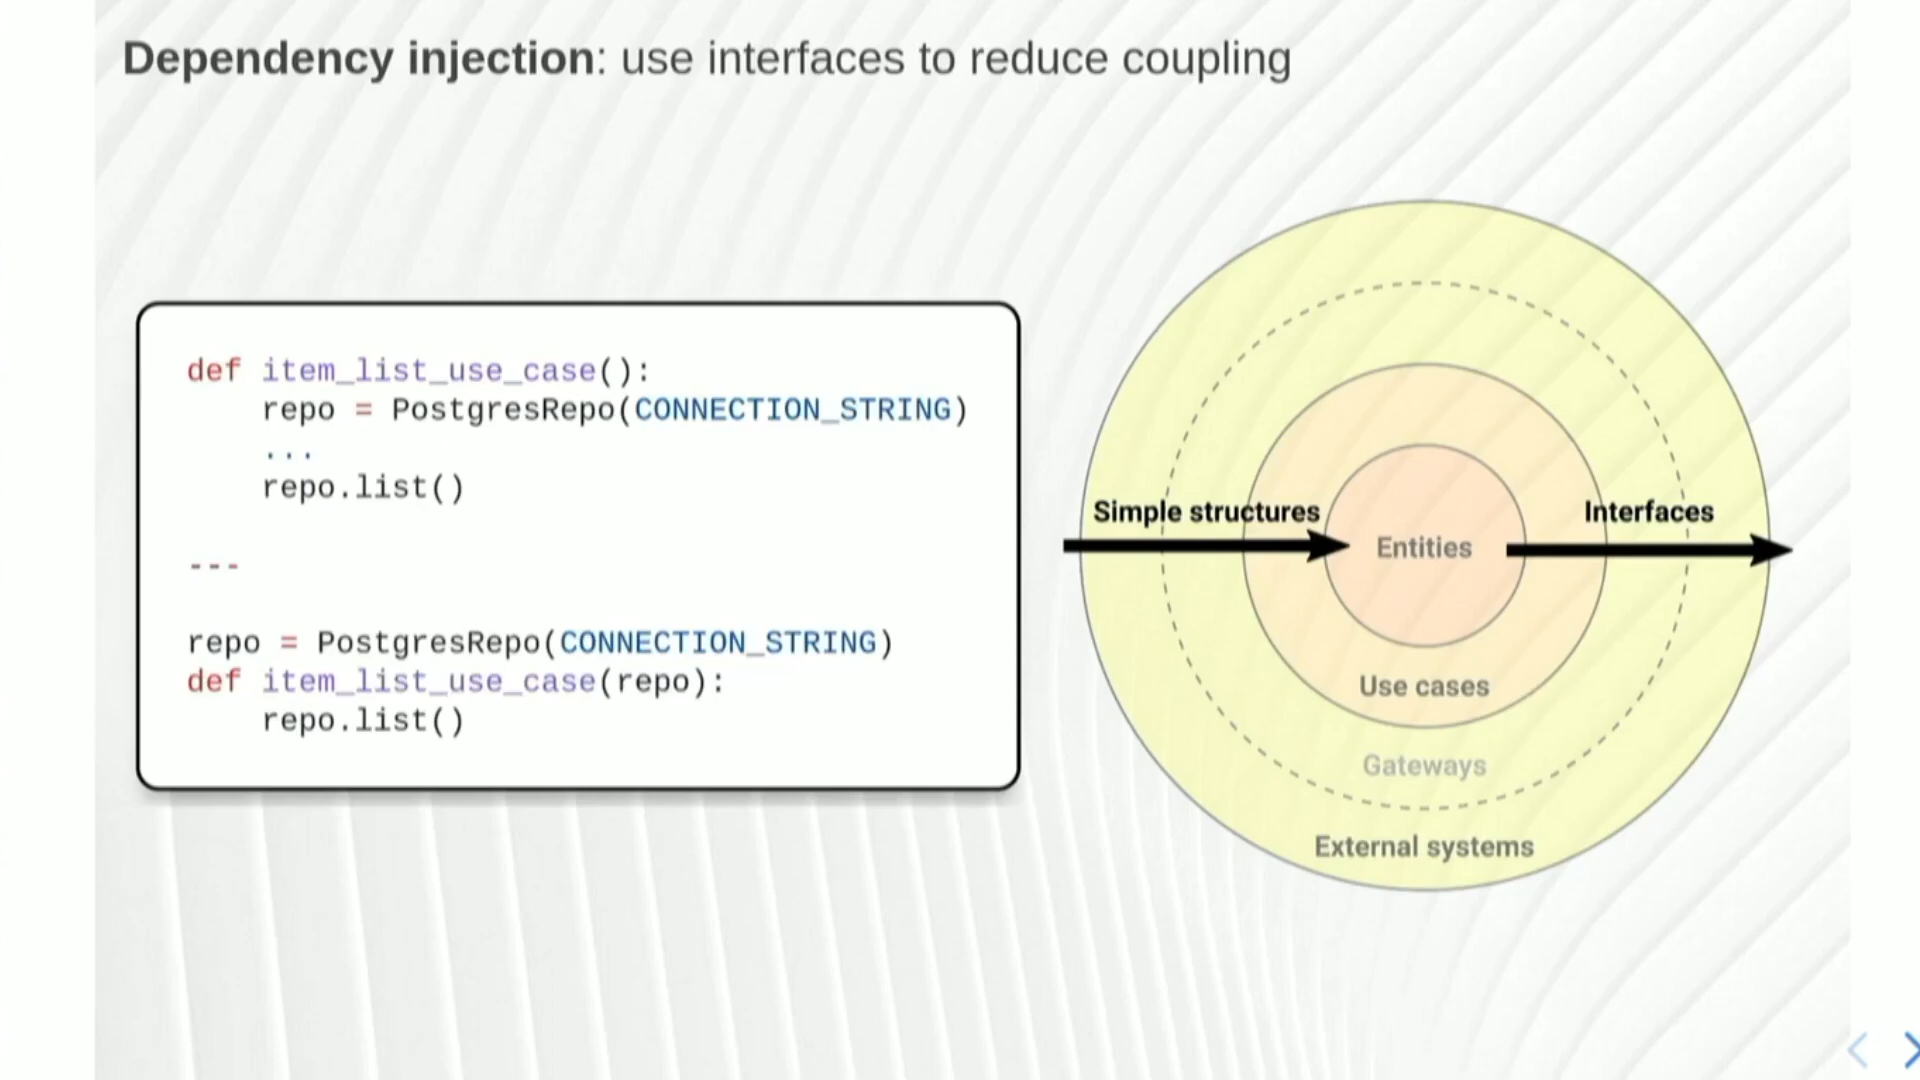 Dependency injection: use interfaces to reduce coupling
def item_list_use_case():
    repo = PostgresRepo(CONNECTION_STRING)
    ...
    repo.list()
---
repo = PostgresRepo(CONNECTION_STRING)
def item_list_use_case(repo):
    repo.list()
Simple structures
Interfaces
Entities
Use cases
Gateways
External systems